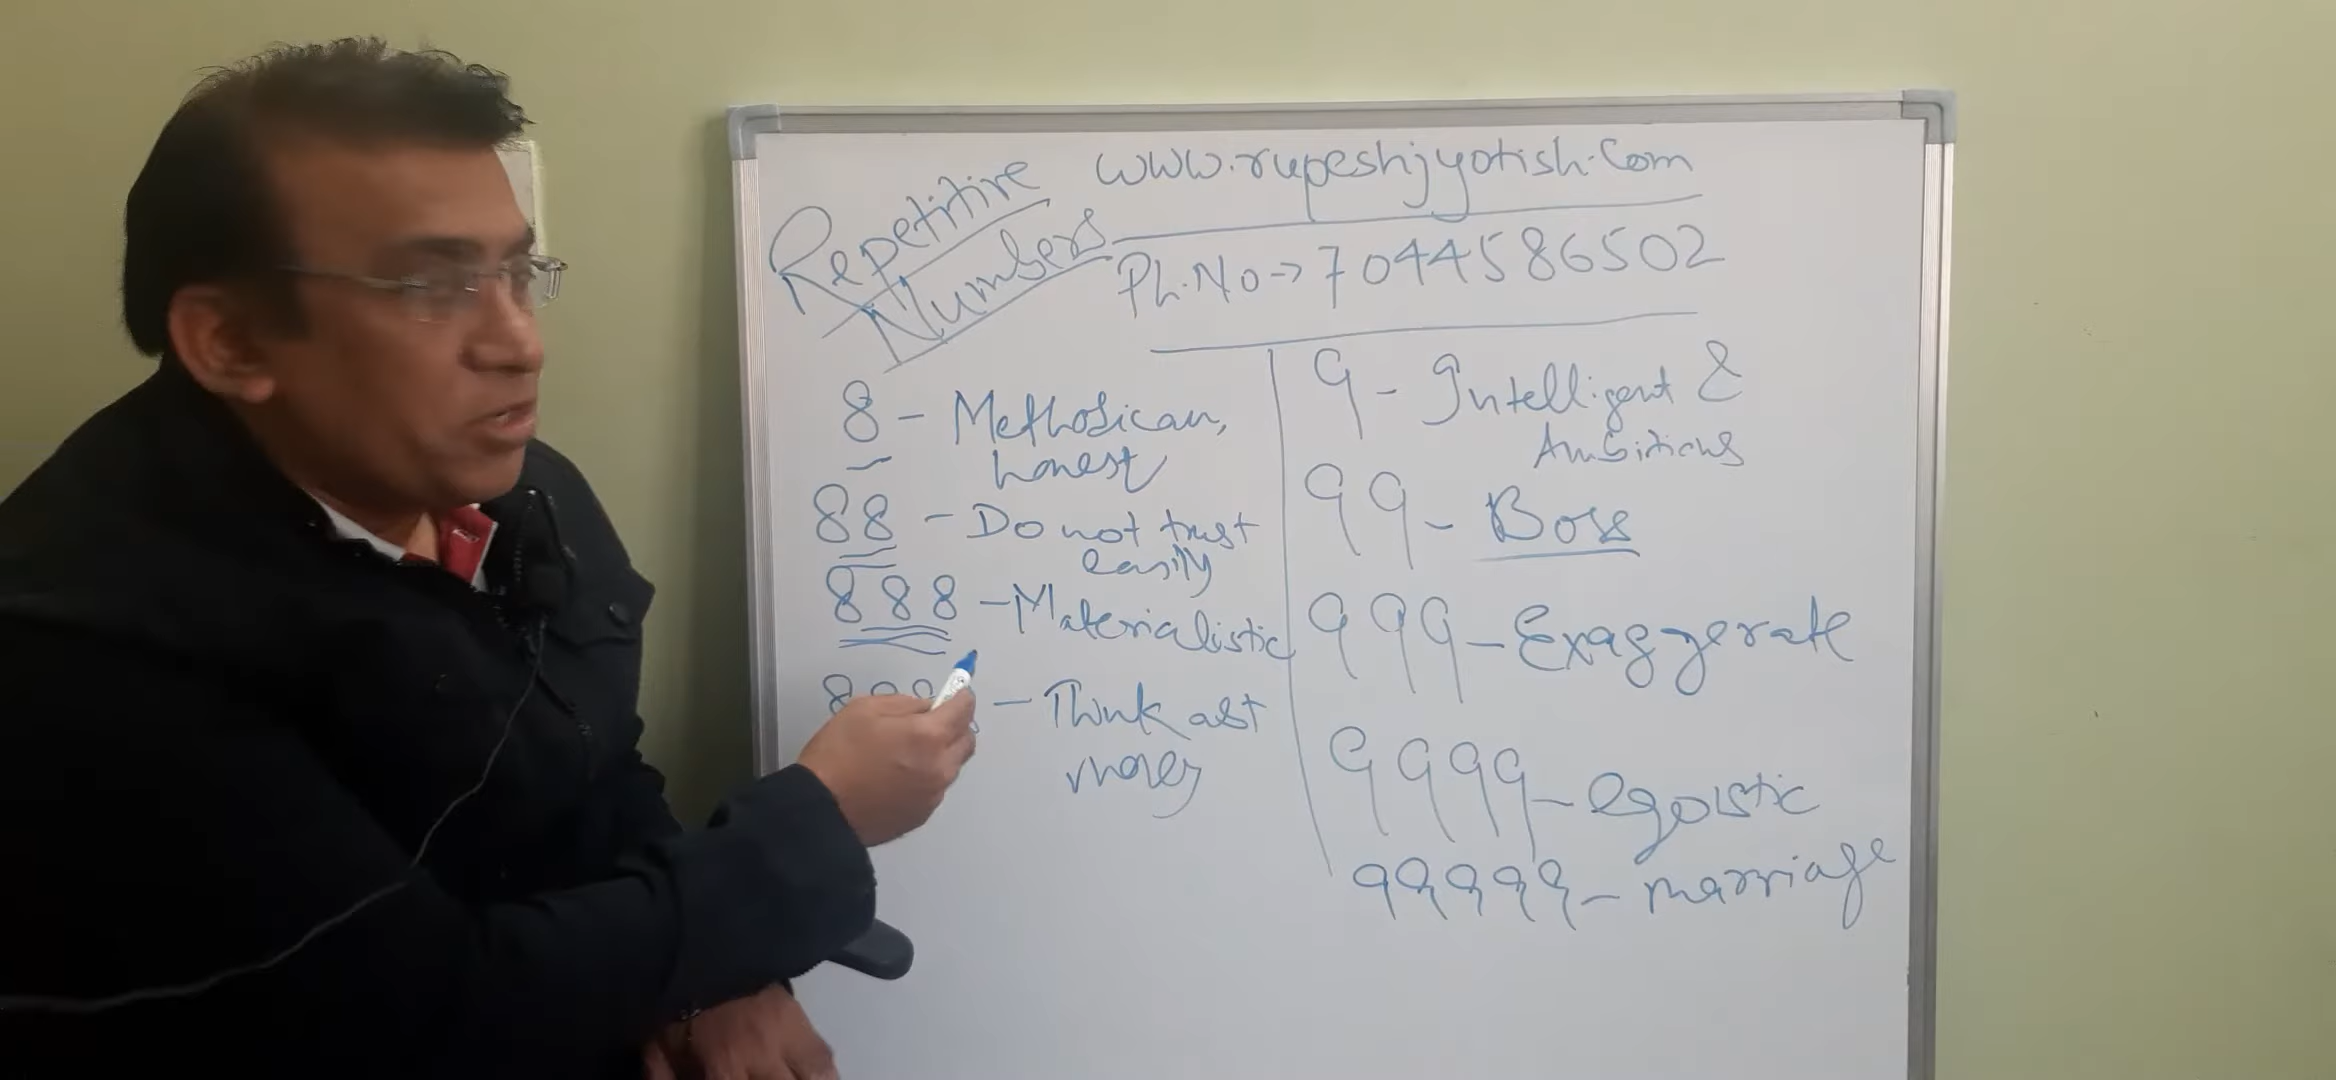 Repetitive
Numbers
www.rupeshjyotish.com
Ph.No→7044586502
8 - Methodican,
honest
88 - Do not trust
easily
888 - Materialistic
- Think abt
money
9 - Intelligent &
Ambitious
99 - Boss
999 - Exaggerate
9999 - egoistic
99999 - marriage